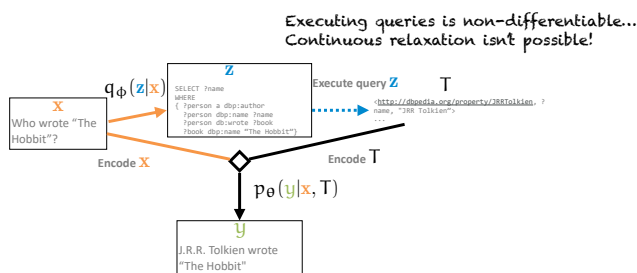 Executing queries is non-differentiable...
Continuous relaxation isn't possible!
x
Who wrote "The
Hobbit"?
qϕ(z|x)
z
SELECT ?name
WHERE
{ ?person a dbp:author
?person dbp:name ?name
?person db:wrote ?book
?book dbp:name "The Hobbit"}
Execute query z
T
<http://dbpedia.org/property/JRRTolkien, ?
name, "JRR Tolkien">
...
Encode x
Encode T
pθ(y|x, T)
y
J.R.R. Tolkien wrote
"The Hobbit"